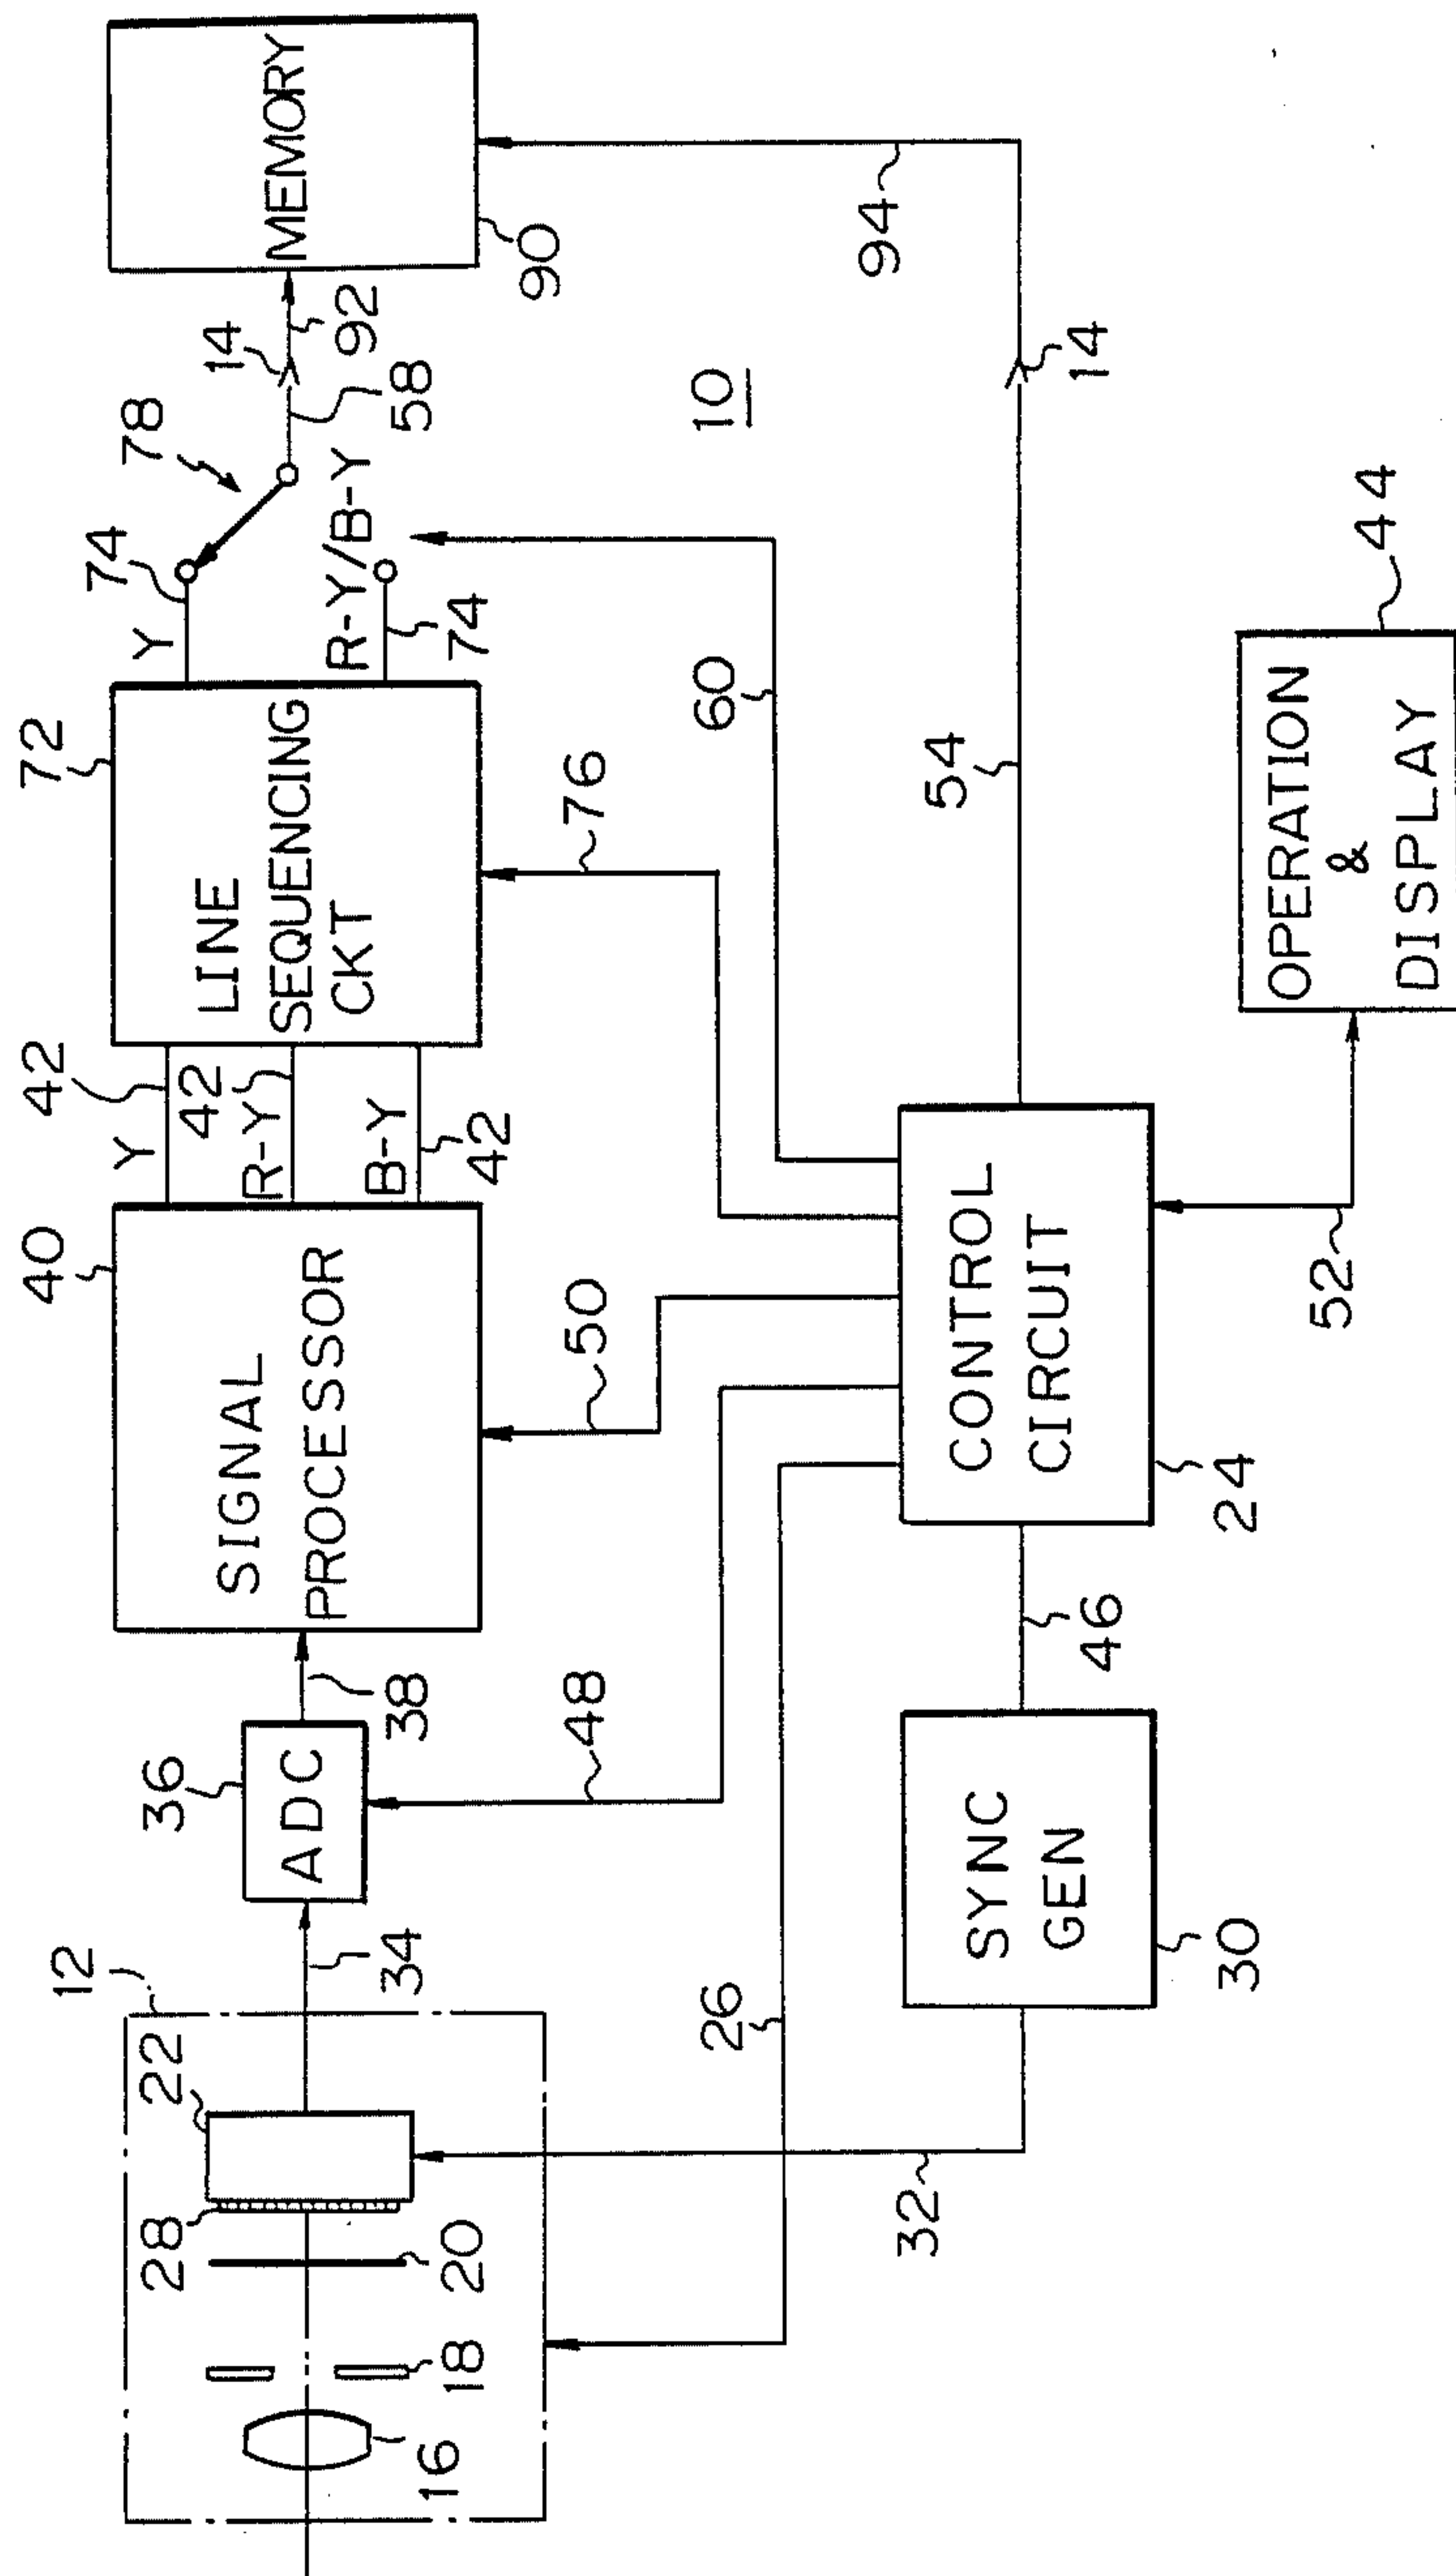 12
22
28
20
18
16
34
36
ADC
38
40
SIGNAL
PROCESSOR
Y
42
R-Y
42
B-Y
42
72
LINE
SEQUENCING
CKT
Y
74
R-Y/B-Y
74
78
58
14
92
MEMORY
90
10
26
48
50
76
60
94
32
SYNC
GEN
30
46
CONTROL
CIRCUIT
24
54
14
52
OPERATION
&
DISPLAY
44